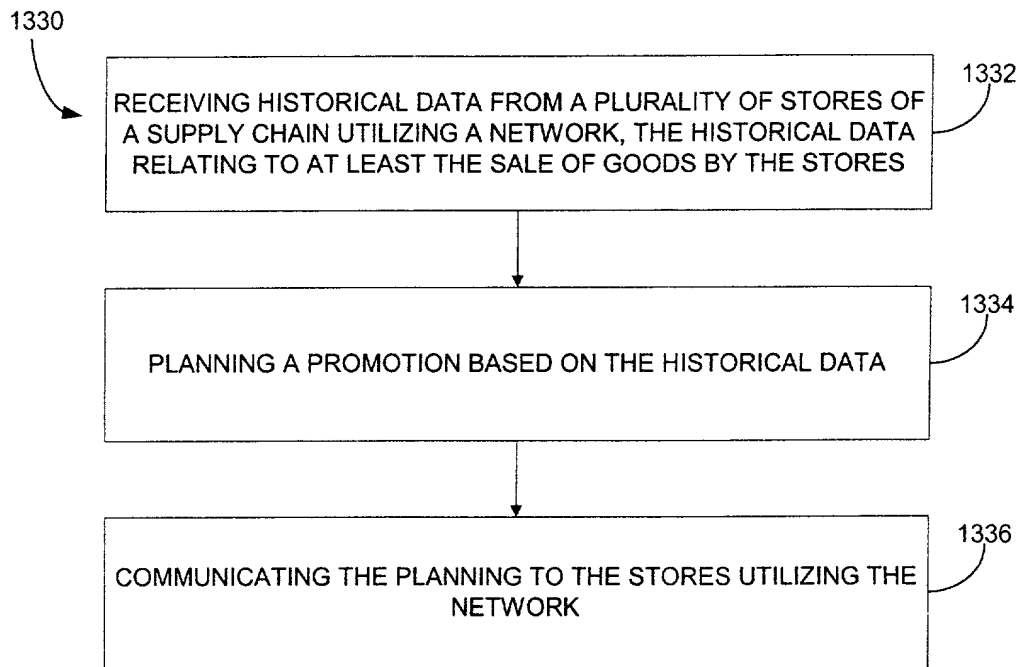 1330
1332
RECEIVING HISTORICAL DATA FROM A PLURALITY OF STORES OF
A SUPPLY CHAIN UTILIZING A NETWORK, THE HISTORICAL DATA
RELATING TO AT LEAST THE SALE OF GOODS BY THE STORES
1334
PLANNING A PROMOTION BASED ON THE HISTORICAL DATA
1336
COMMUNICATING THE PLANNING TO THE STORES UTILIZING THE
NETWORK